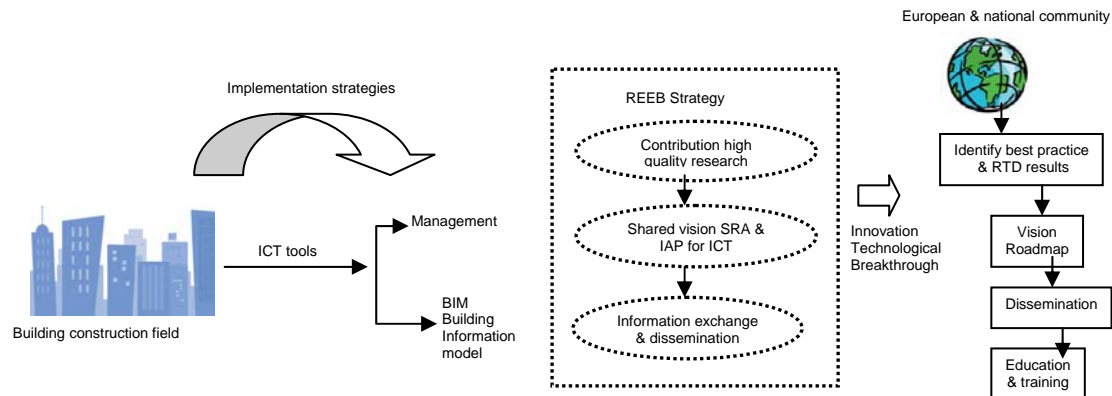 European & national community
Implementation strategies
REEB Strategy
Contribution high
quality research
Identify best practice
& RTD results
Management
ICT tools
Shared vision SRA &
IAP for ICT
Innovation
Technological
Breakthrough
Vision
Roadmap
BIM
Building
Information
model
Building construction field
Information exchange
& dissemination
Dissemination
Education
& training